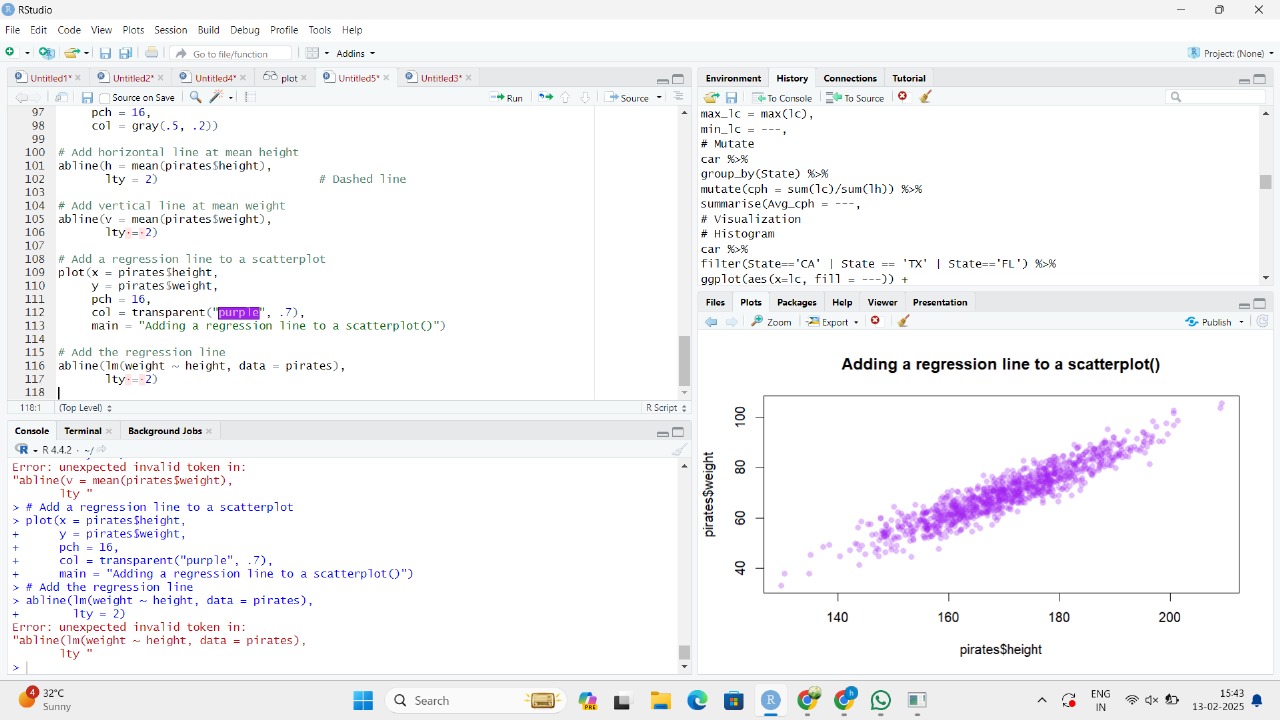 RStudio
File Edit Code View Plots Session Build Debug Profile Tools Help
Go to file/function Addins Project: (None)
Untitled1* Untitled2* Untitled4* plot Untitled5* Untitled3*
Source on Save Run Source
97 pch = 16,
98 col = gray(.5, .2))
99
100 # Add horizontal line at mean height
101 abline(h = mean(pirates$height),
102 lty = 2) # Dashed line
103
104 # Add vertical line at mean weight
105 abline(v = mean(pirates$weight),
106 lty = 2)
107
108 # Add a regression line to a scatterplot
109 plot(x = pirates$height,
110 y = pirates$weight,
111 pch = 16,
112 col = transparent("purple", .7),
113 main = "Adding a regression line to a scatterplot()")
114
115 # Add the regression line
116 abline(lm(weight ~ height, data = pirates),
117 lty = 2)
118
118:1 (Top Level) R Script
Console Terminal Background Jobs
R 4.4.2 · ~/
Error: unexpected invalid token in:
"abline(v = mean(pirates$weight),
lty "
> # Add a regression line to a scatterplot
> plot(x = pirates$height,
+ y = pirates$weight,
+ pch = 16,
+ col = transparent("purple", .7),
+ main = "Adding a regression line to a scatterplot()")
> # Add the regression line
> abline(lm(weight ~ height, data = pirates),
+ lty = 2)
Error: unexpected invalid token in:
"abline(lm(weight ~ height, data = pirates),
lty "
>
Environment History Connections Tutorial
To Console To Source
max_lc = max(lc),
min_lc = ---,
# Mutate
car %>%
group_by(State) %>%
mutate(cph = sum(lc)/sum(lh)) %>%
summarise(Avg_cph = ---,
# Visualization
# Histogram
car %>%
filter(State=='CA' | State == 'TX' | State=='FL') %>%
ggplot(aes(x=lc, fill = ---)) +
Files Plots Packages Help Viewer Presentation
Zoom Export Publish
Adding a regression line to a scatterplot()
pirates$weight
100
80
60
40
140 160 180 200
pirates$height
4 32°C
Sunny
Search
PRE
ENG
IN
15:43
13-02-2025